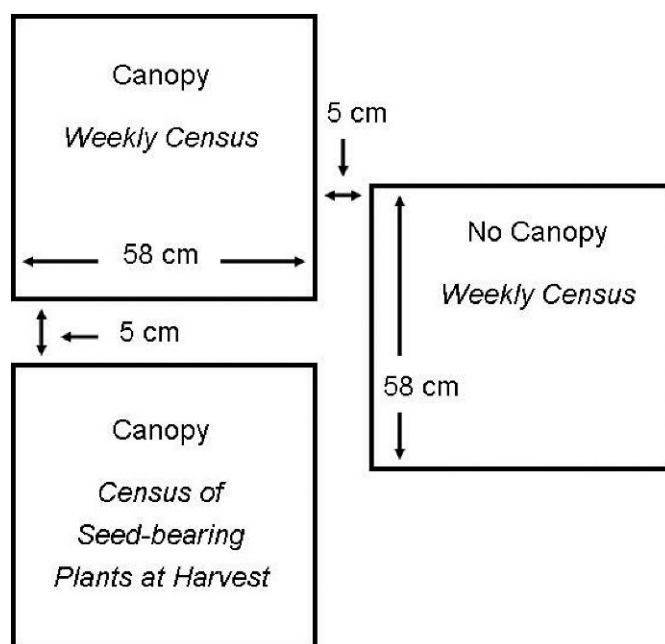 Canopy
Weekly Census
58 cm
5 cm
5 cm
No Canopy
Weekly Census
58 cm
Canopy
Census of
Seed-bearing
Plants at Harvest